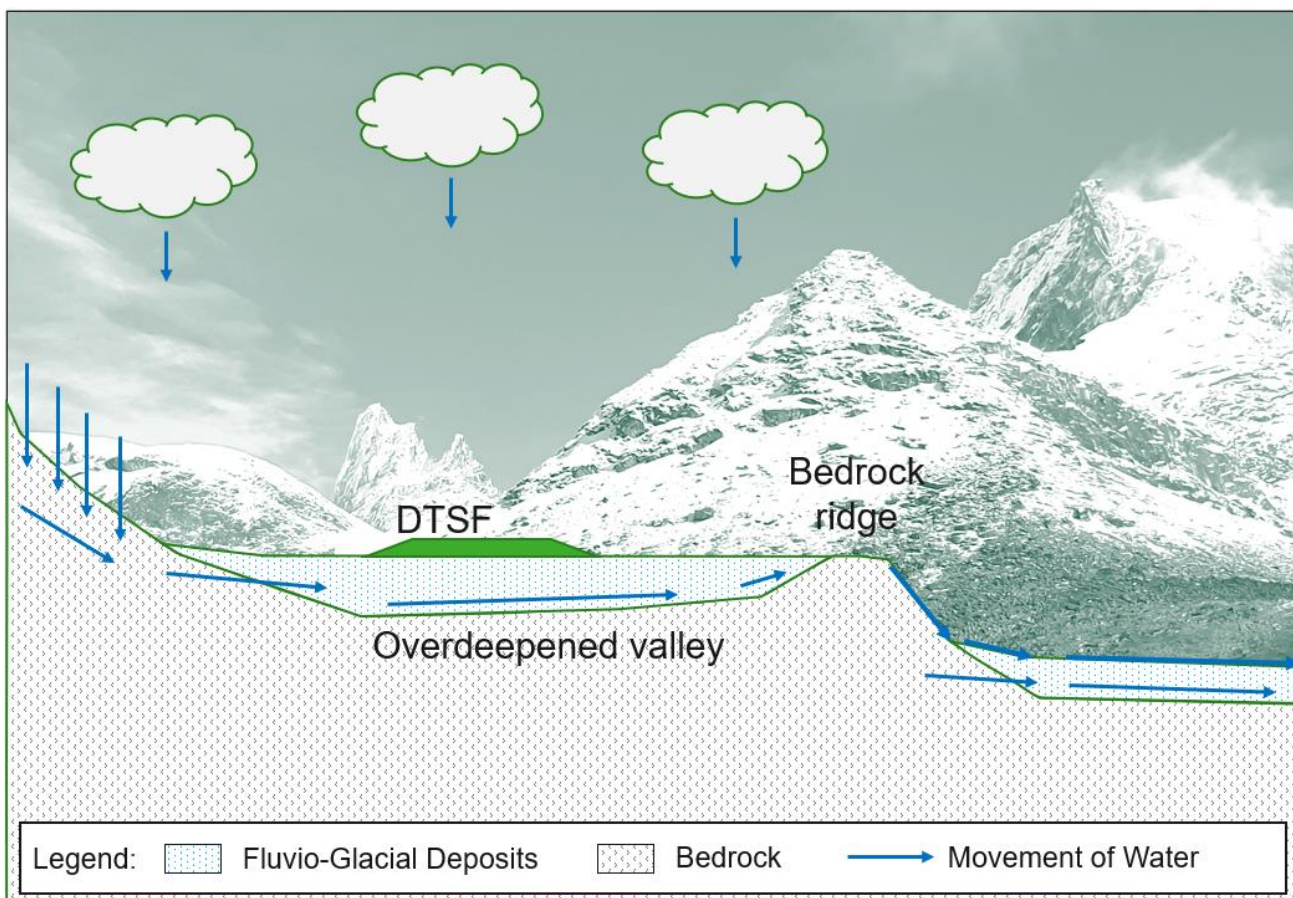 DTSF
Bedrock
ridge
Overdeepened valley
Legend:
Fluvio-Glacial Deposits
Bedrock
Movement of Water